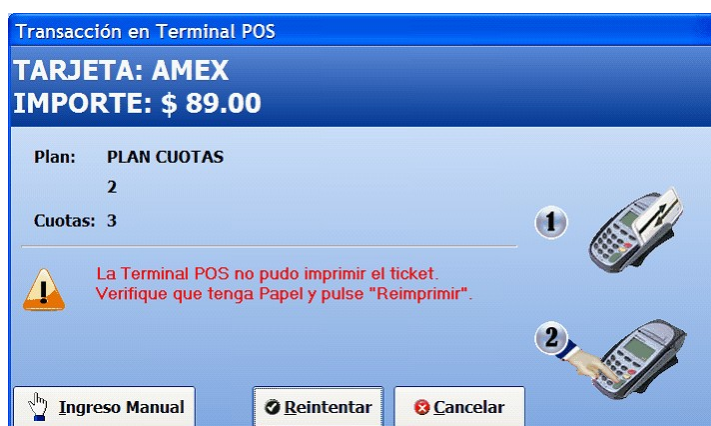 Transacción en Terminal POS
TARJETA: AMEX
IMPORTE: $ 89.00
Plan: PLAN CUOTAS
2
Cuotas: 3
La Terminal POS no pudo imprimir el ticket.
Verifique que tenga Papel y pulse "Reimprimir".
1
2
Ingreso Manual
Reintentar
Cancelar